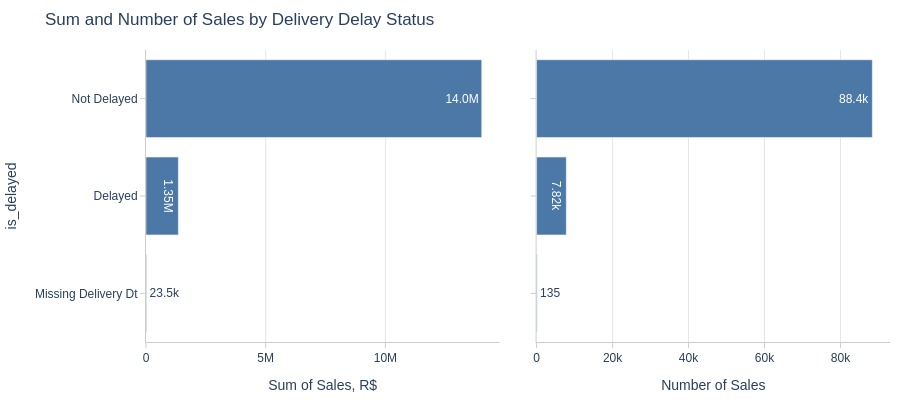 Sum and Number of Sales by Delivery Delay Status
is_delayed
Not Delayed
14.0M
88.4k
Delayed
1.35M
7.82k
Missing Delivery Dt
23.5k
135
0
5M
10M
0
20k
40k
60k
80k
Sum of Sales, R$
Number of Sales